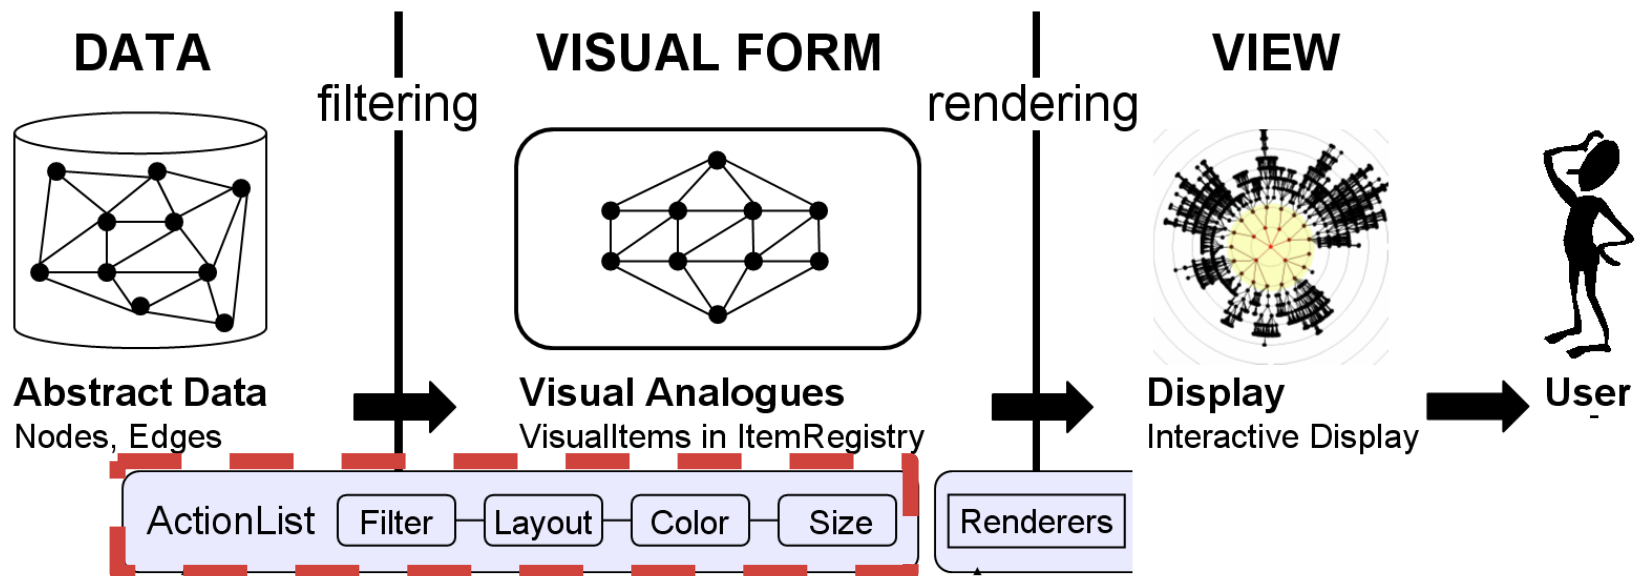 DATA
VISUAL FORM
VIEW
filtering
rendering
Abstract Data
Nodes, Edges
Visual Analogues
VisualItems in ItemRegistry
Display
Interactive Display
User
ActionList
Filter
Layout
Color
Size
Renderers